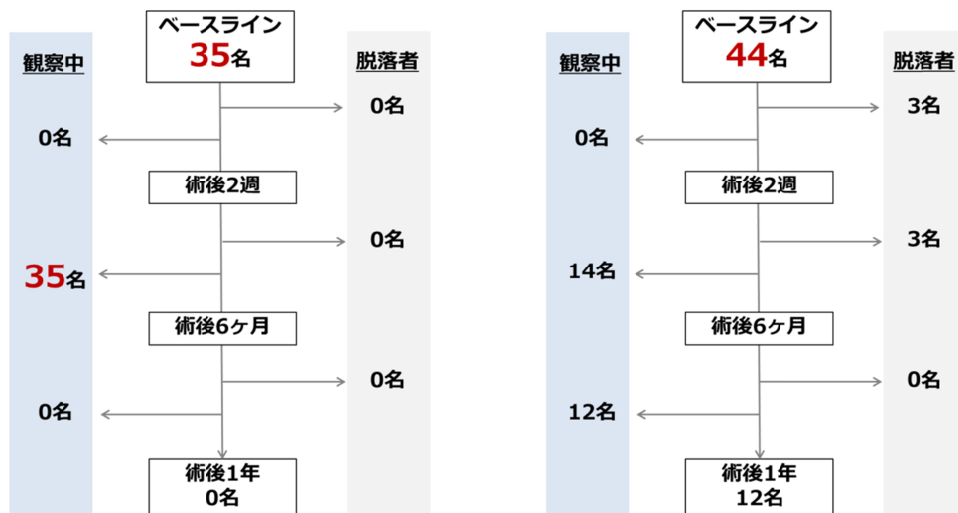 ベースライン
35名
観察中
脱落者
0名
0名
術後2週
0名
35名
術後6ヶ月
0名
0名
術後1年
0名
ベースライン
44名
観察中
脱落者
3名
0名
術後2週
3名
14名
術後6ヶ月
0名
12名
術後1年
12名